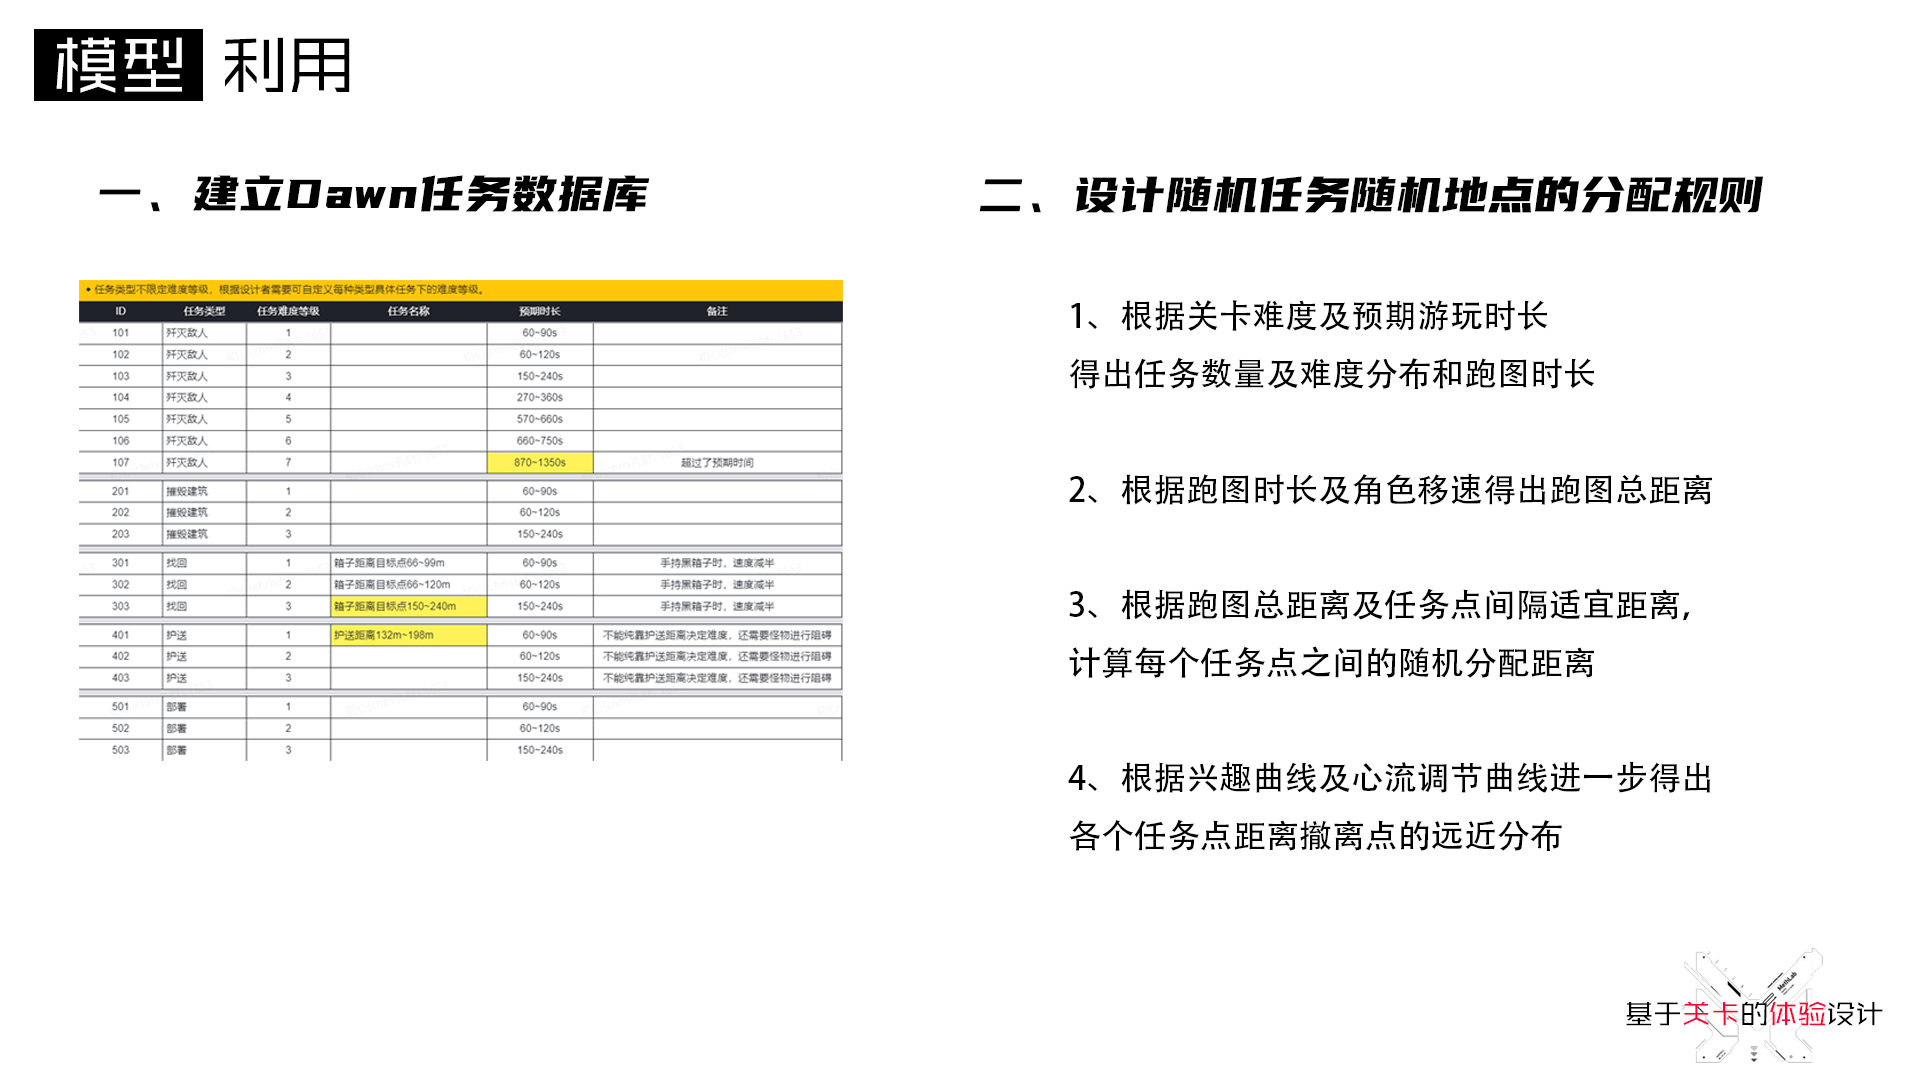 模型 利用
一、建立Dawn任务数据库
• 任务类型不限定难度等级，根据设计者需要可自定义每种类型具体任务下的难度等级。
ID 任务类型 任务难度等级 任务名称 预期时长 备注
101 歼灭敌人 1 60~90s
102 歼灭敌人 2 60~120s
103 歼灭敌人 3 150~240s
104 歼灭敌人 4 270~360s
105 歼灭敌人 5 570~660s
106 歼灭敌人 6 660~750s
107 歼灭敌人 7 870~1350s 超过了预期时间
201 摧毁建筑 1 60~90s
202 摧毁建筑 2 60~120s
203 摧毁建筑 3 150~240s
301 找回 1 箱子距离目标点66~99m 60~90s 手持黑箱子时，速度减半
302 找回 2 箱子距离目标点66~120m 60~120s 手持黑箱子时，速度减半
303 找回 3 箱子距离目标点150~240m 150~240s 手持黑箱子时，速度减半
401 护送 1 护送距离132m~198m 60~90s 不能纯靠护送距离决定难度，还需要怪物进行阻碍
402 护送 2 60~120s 不能纯靠护送距离决定难度，还需要怪物进行阻碍
403 护送 3 150~240s 不能纯靠护送距离决定难度，还需要怪物进行阻碍
501 部署 1 60~90s
502 部署 2 60~120s
503 部署 3 150~240s
二、设计随机任务随机地点的分配规则
1、根据关卡难度及预期游玩时长
得出任务数量及难度分布和跑图时长
2、根据跑图时长及角色移速得出跑图总距离
3、根据跑图总距离及任务点间隔适宜距离,
计算每个任务点之间的随机分配距离
4、根据兴趣曲线及心流调节曲线进一步得出
各个任务点距离撤离点的远近分布
MethLab
基于关卡的体验设计